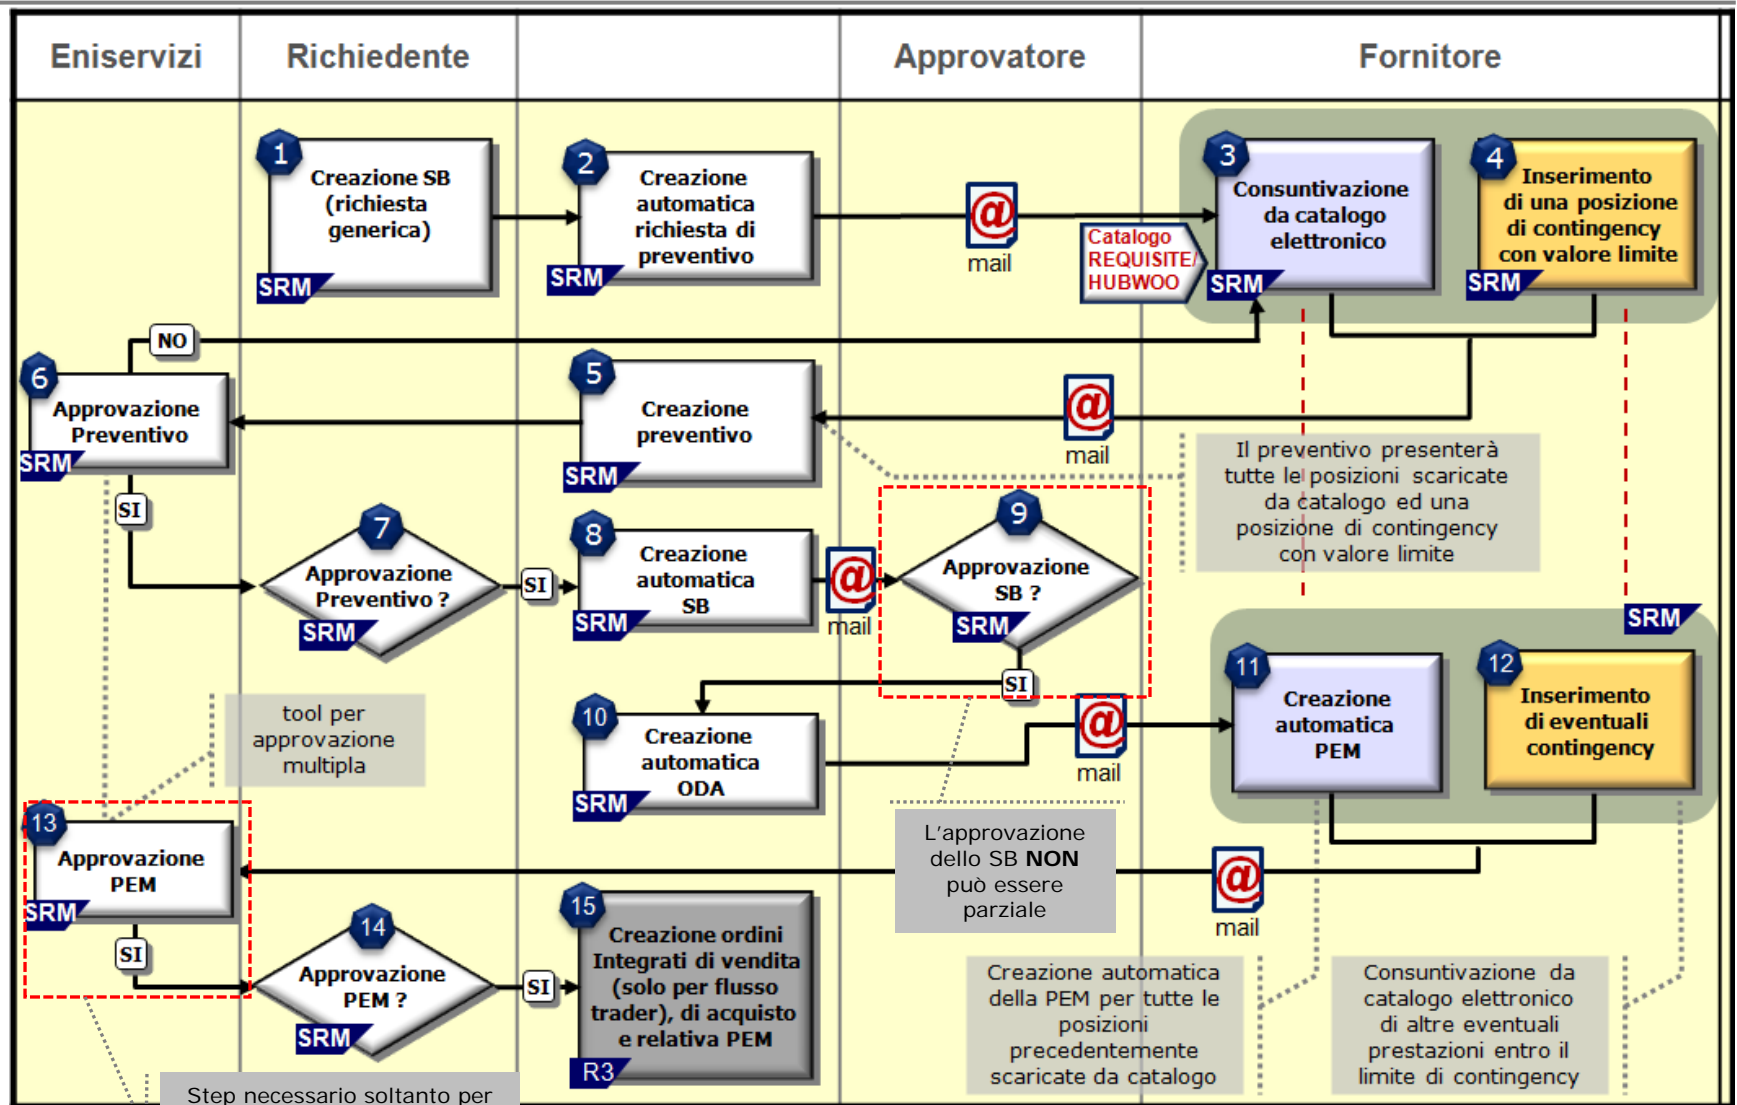 Eniservizi
Richiedente
Approvatore
Fornitore
1
Creazione SB
(richiesta
generica)
SRM
2
Creazione
automatica
richiesta di
preventivo
SRM
@
mail
Catalogo
REQUISITE/
HUBWOO
3
Consuntivazione
da catalogo
elettronico
SRM
4
Inserimento
di una posizione
di contingency
con valore limite
SRM
NO
6
Approvazione
Preventivo
SRM
SI
5
Creazione
preventivo
SRM
@
mail
Il preventivo presenterà
tutte le posizioni scaricate
da catalogo ed una
posizione di contingency
con valore limite
7
Approvazione
Preventivo ?
SRM
SI
8
Creazione
automatica
SB
SRM
@
mail
9
Approvazione
SB ?
SRM
SI
tool per
approvazione
multipla
10
Creazione
automatica
ODA
SRM
@
mail
SRM
11
Creazione
automatica
PEM
12
Inserimento
di eventuali
contingency
13
Approvazione
PEM
SRM
SI
L'approvazione
dello SB NON
può essere
parziale
@
mail
14
Approvazione
PEM ?
SRM
SI
15
Creazione ordini
Integrati di vendita
(solo per flusso
trader), di acquisto
e relativa PEM
R3
Creazione automatica
della PEM per tutte le
posizioni
precedentemente
scaricate da catalogo
Consuntivazione da
catalogo elettronico
di altre eventuali
prestazioni entro il
limite di contingency
Step necessario soltanto per